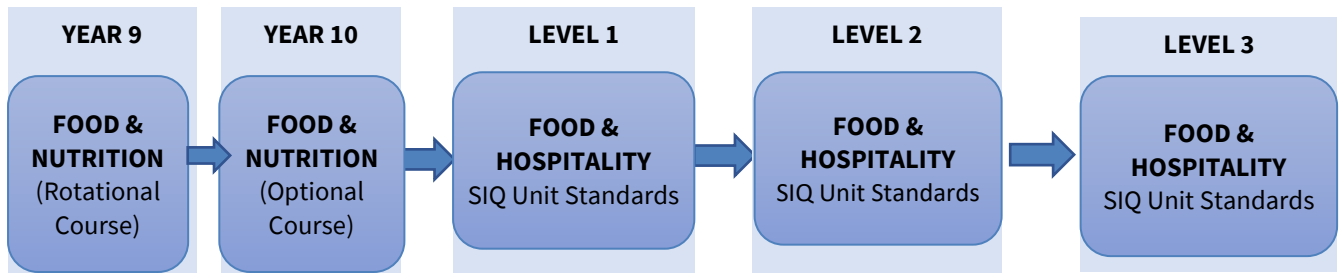 YEAR 9
FOOD &
NUTRITION
(Rotational
Course)
YEAR 10
FOOD &
NUTRITION
(Optional
Course)
LEVEL 1
FOOD &
HOSPITALITY
SIQ Unit Standards
LEVEL 2
FOOD &
HOSPITALITY
SIQ Unit Standards
LEVEL 3
FOOD &
HOSPITALITY
SIQ Unit Standards